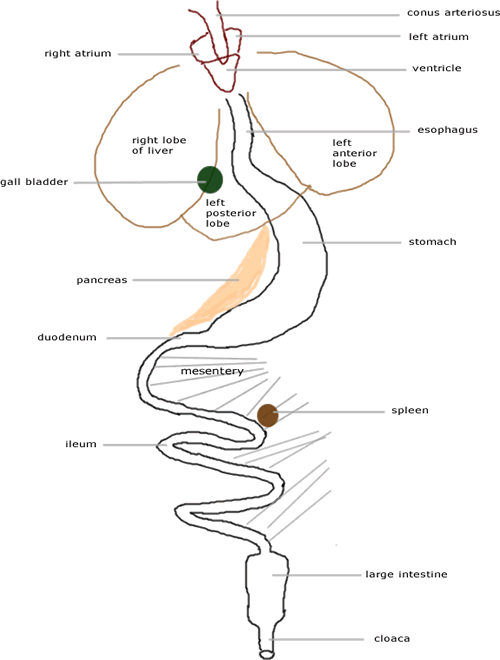 conus arteriosus
left atrium
right atrium
ventricle
esophagus
right lobe
of liver
left
anterior
lobe
gall bladder
left
posterior
lobe
stomach
pancreas
duodenum
mesentery
spleen
ileum
large intestine
cloaca